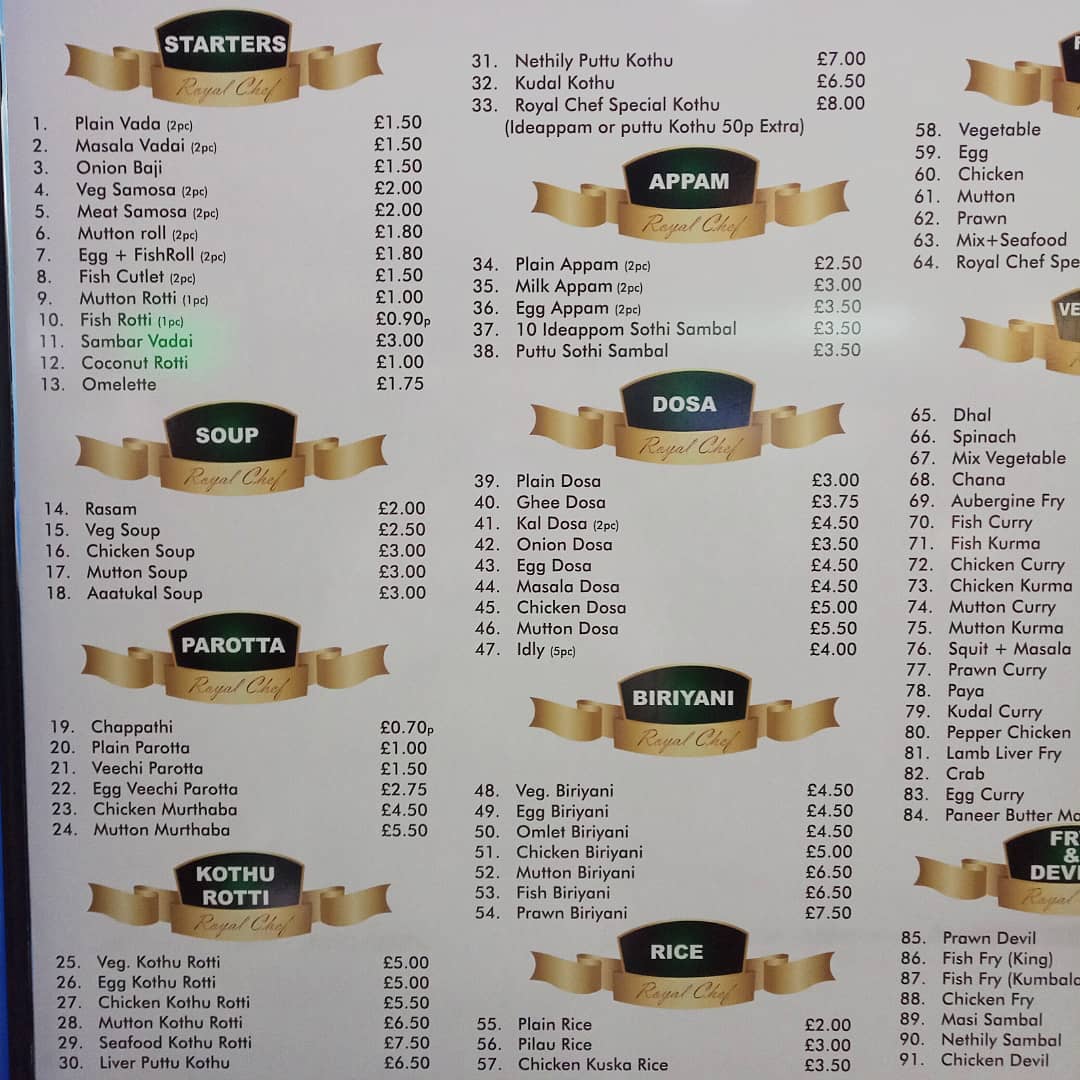 STARTERS
Royal Chef
1. Plain Vada (2pc) £1.50
2. Masala Vadai (2pc) £1.50
3. Onion Baji £1.50
4. Veg Samosa (2pc) £2.00
5. Meat Samosa (2pc) £2.00
6. Mutton roll (2pc) £1.80
7. Egg + FishRoll (2pc) £1.80
8. Fish Cutlet (2pc) £1.50
9. Mutton Rotti (1pc) £1.00
10. Fish Rotti (1pc) £0.90p
11. Sambar Vadai £3.00
12. Coconut Rotti £1.00
13. Omelette £1.75
SOUP
Royal Chef
14. Rasam £2.00
15. Veg Soup £2.50
16. Chicken Soup £3.00
17. Mutton Soup £3.00
18. Aaatukal Soup £3.00
PAROTTA
Royal Chef
19. Chappathi £0.70p
20. Plain Parotta £1.00
21. Veechi Parotta £1.50
22. Egg Veechi Parotta £2.75
23. Chicken Murthaba £4.50
24. Mutton Murthaba £5.50
KOTHU
ROTTI
Royal Chef
25. Veg. Kothu Rotti £5.00
26. Egg Kothu Rotti £5.00
27. Chicken Kothu Rotti £5.50
28. Mutton Kothu Rotti £6.50
29. Seafood Kothu Rotti £7.50
30. Liver Puttu Kothu £6.50
31. Nethily Puttu Kothu £7.00
32. Kudal Kothu £6.50
33. Royal Chef Special Kothu £8.00
(Ideappam or puttu Kothu 50p Extra)
APPAM
Royal Chef
34. Plain Appam (2pc) £2.50
35. Milk Appam (2pc) £3.00
36. Egg Appam (2pc) £3.50
37. 10 Ideappom Sothi Sambal £3.50
38. Puttu Sothi Sambal £3.50
DOSA
Royal Chef
39. Plain Dosa £3.00
40. Ghee Dosa £3.75
41. Kal Dosa (2pc) £4.50
42. Onion Dosa £3.50
43. Egg Dosa £4.50
44. Masala Dosa £4.50
45. Chicken Dosa £5.00
46. Mutton Dosa £5.50
47. Idly (5pc) £4.00
BIRIYANI
Royal Chef
48. Veg. Biriyani £4.50
49. Egg Biriyani £4.50
50. Omlet Biriyani £4.50
51. Chicken Biriyani £5.00
52. Mutton Biriyani £6.50
53. Fish Biriyani £6.50
54. Prawn Biriyani £7.50
RICE
Royal Chef
55. Plain Rice £2.00
56. Pilau Rice £3.00
57. Chicken Kuska Rice £3.50
58. Vegetable
59. Egg
60. Chicken
61. Mutton
62. Prawn
63. Mix+Seafood
64. Royal Chef Spe
VE
65. Dhal
66. Spinach
67. Mix Vegetable
68. Chana
69. Aubergine Fry
70. Fish Curry
71. Fish Kurma
72. Chicken Curry
73. Chicken Kurma
74. Mutton Curry
75. Mutton Kurma
76. Squit + Masala
77. Prawn Curry
78. Paya
79. Kudal Curry
80. Pepper Chicken
81. Lamb Liver Fry
82. Crab
83. Egg Curry
84. Paneer Butter Ma
FR
&
DEVI
Royal
85. Prawn Devil
86. Fish Fry (King)
87. Fish Fry (Kumbala
88. Chicken Fry
89. Masi Sambal
90. Nethily Sambal
91. Chicken Devil